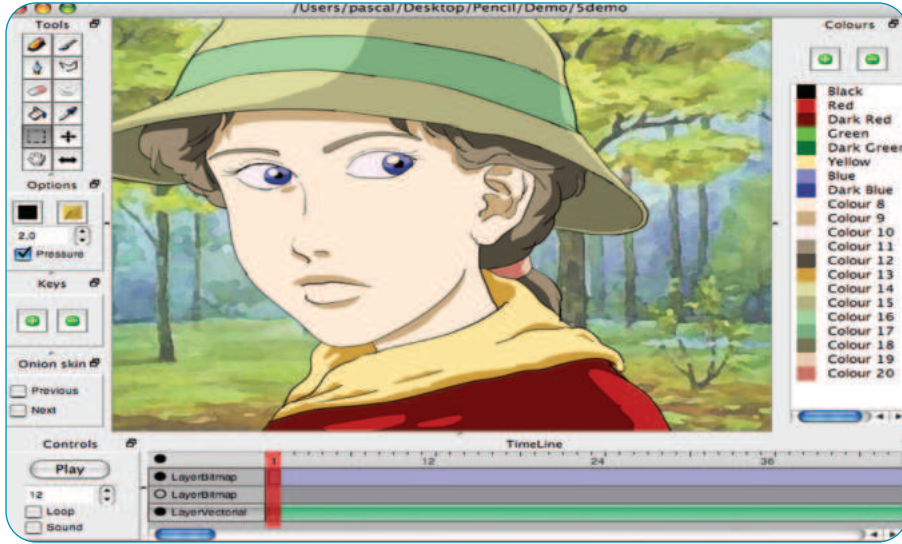 /Users/pascal/Desktop/Pencil/Demo/5demo
Tools
Options
2,0
Pressure
Keys
Onion skin
Previous
Next
Colours
Black
Red
Dark Red
Green
Dark Green
Yellow
Blue
Dark Blue
Colour 8
Colour 9
Colour 10
Colour 11
Colour 12
Colour 13
Colour 14
Colour 15
Colour 16
Colour 17
Colour 18
Colour 19
Colour 20
Controls
Play
12
Loop
Sound
TimeLine
1 12 24 36
LayerBitmap
LayerBitmap
LayerVectorial